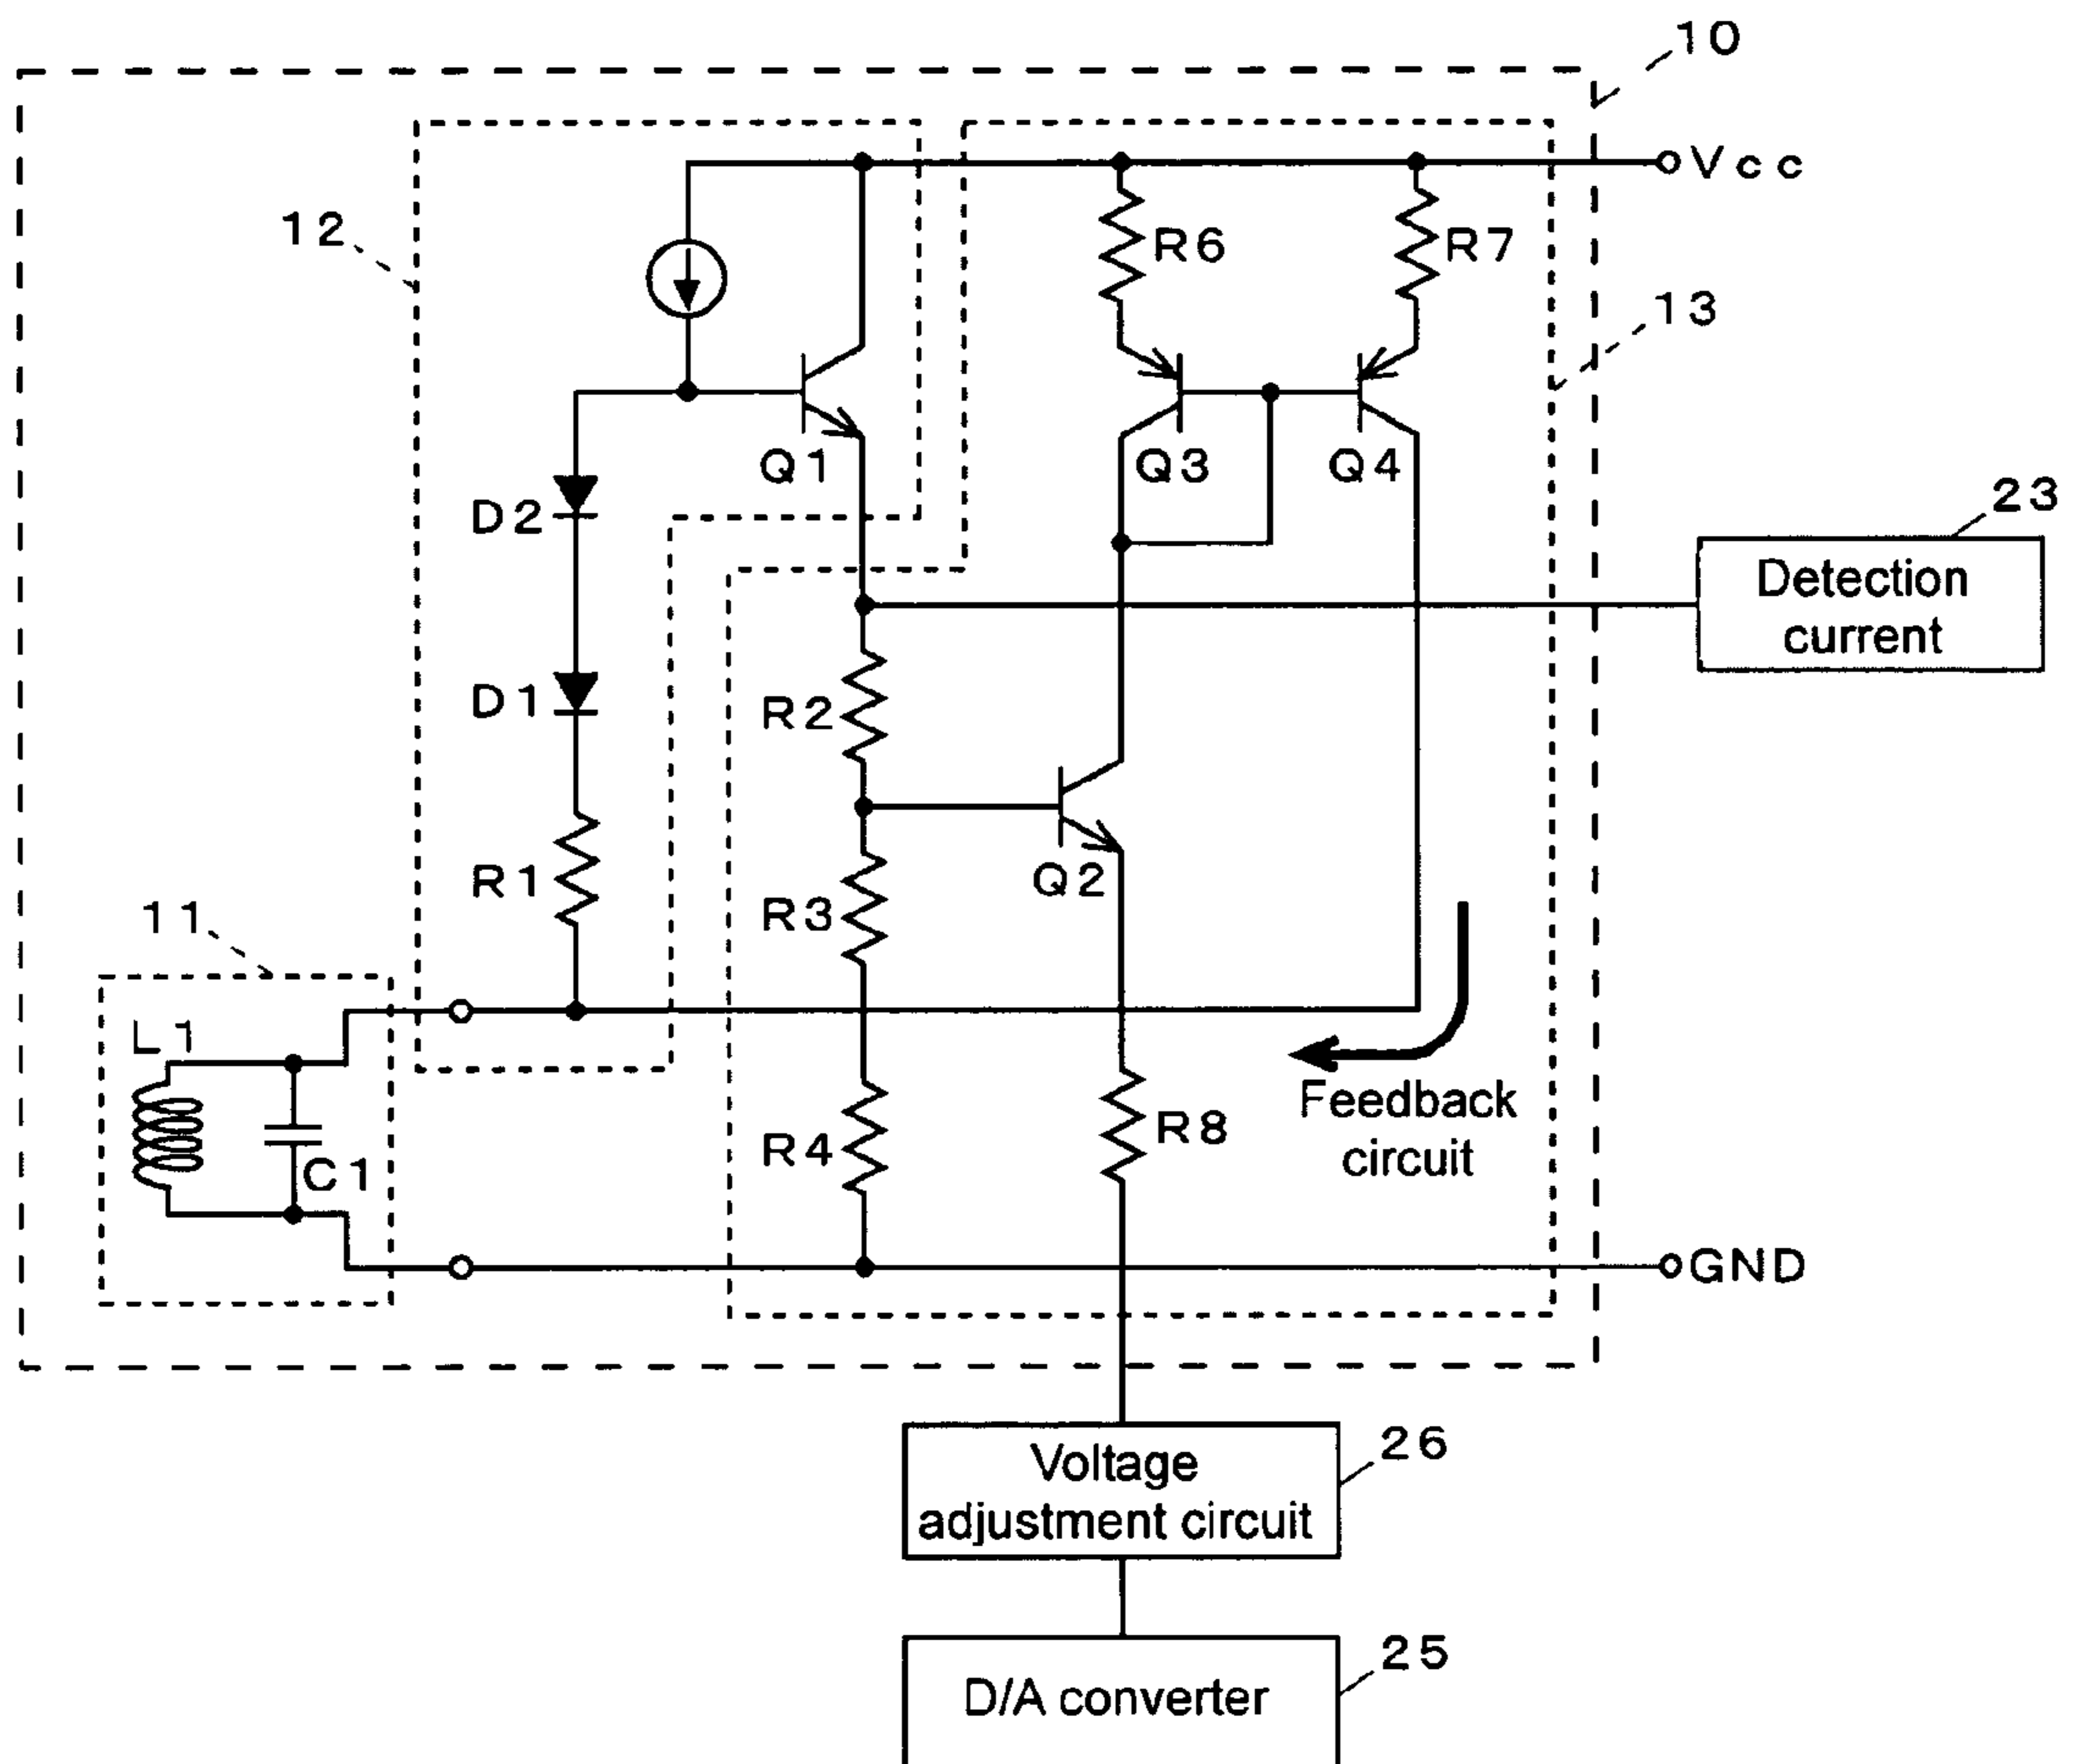 10
Vcc
12
R6
R7
13
Q1
Q3
Q4
D2
23
Detection
current
D1
R2
R1
Q2
R3
11
L1
Feedback
circuit
R8
R4
C1
GND
26
Voltage
adjustment circuit
25
D/A converter